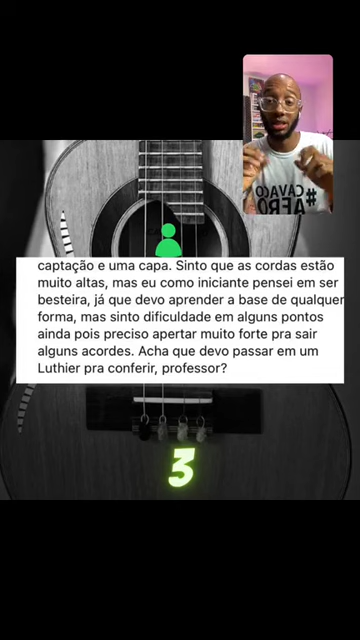 #CAVACO
AFRO
captação e uma capa. Sinto que as cordas estão
muito altas, mas eu como iniciante pensei em ser
besteira, já que devo aprender a base de qualquer
forma, mas sinto dificuldade em alguns pontos
ainda pois preciso apertar muito forte pra sair
alguns acordes. Acha que devo passar em um
Luthier pra conferir, professor?
3